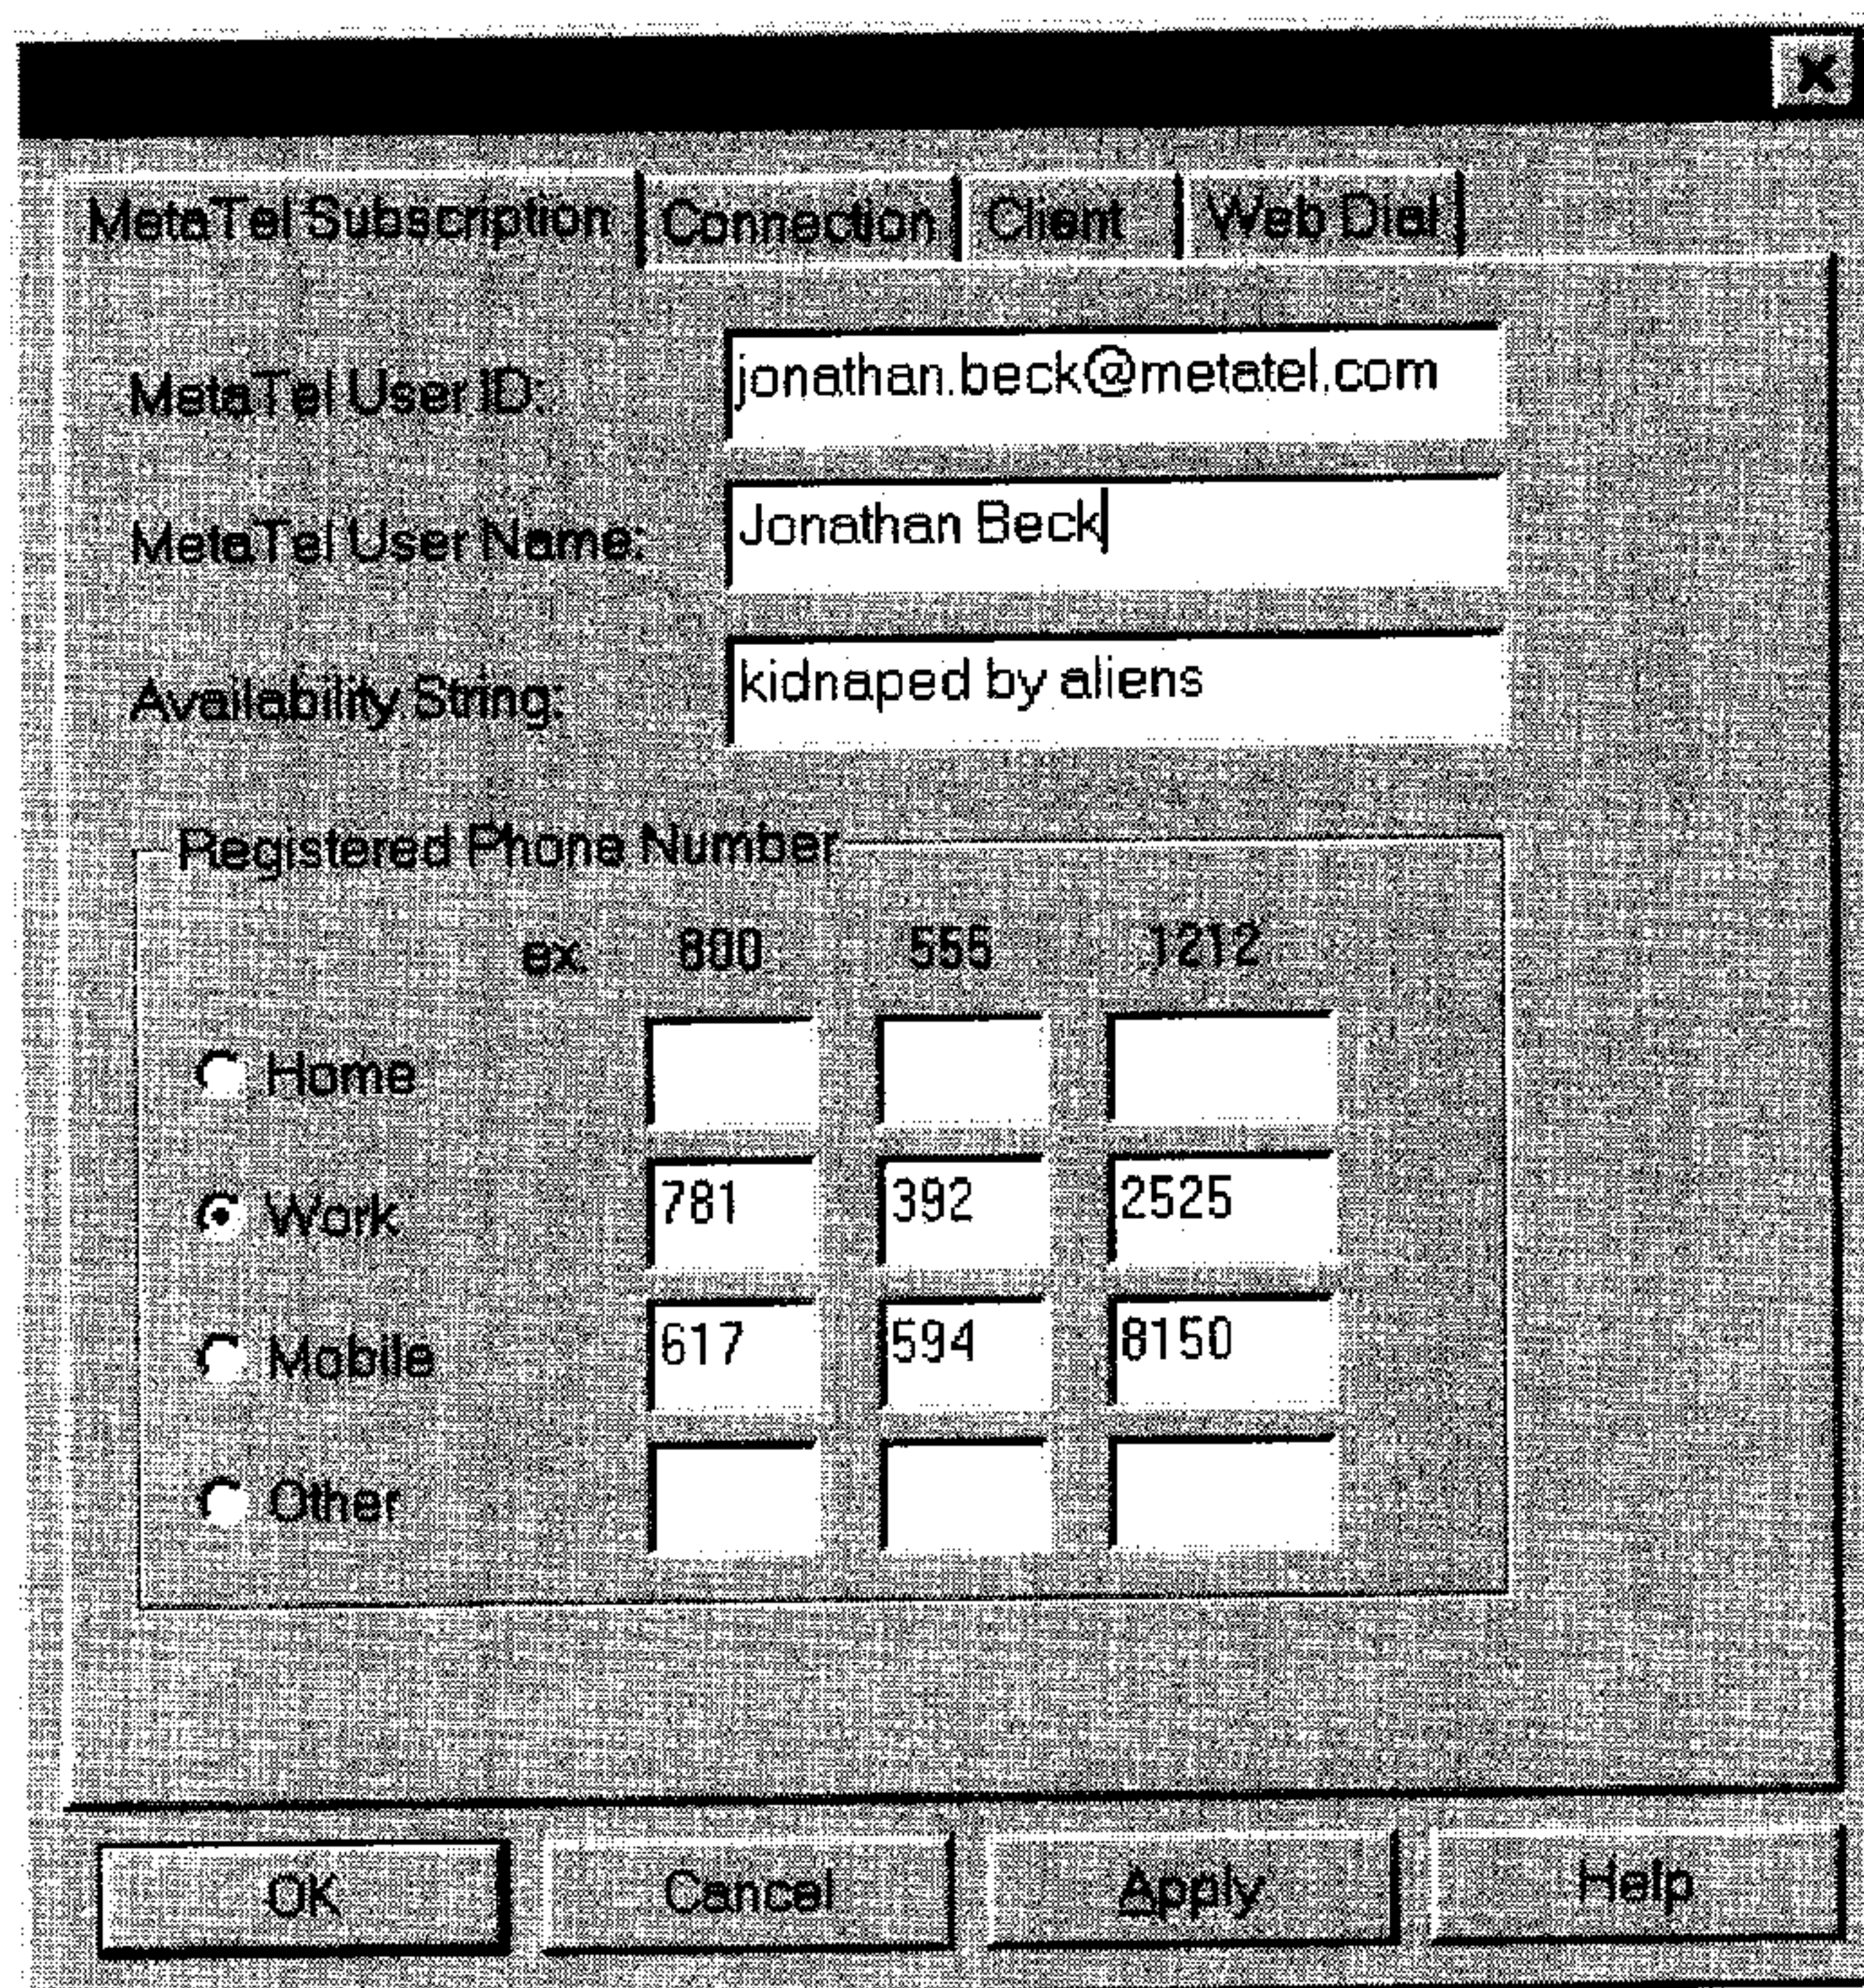 MetaTel Subscription Connection Client Web Dial
MetaTel User ID: jonathan.beck@metatel.com
MetaTel User Name: Jonathan Beck
Availability String: kidnaped by aliens
Registered Phone Number
ex. 800 555 1212
Home
Work 781 392 2525
Mobile 617 594 8150
Other
OK Cancel Apply Help